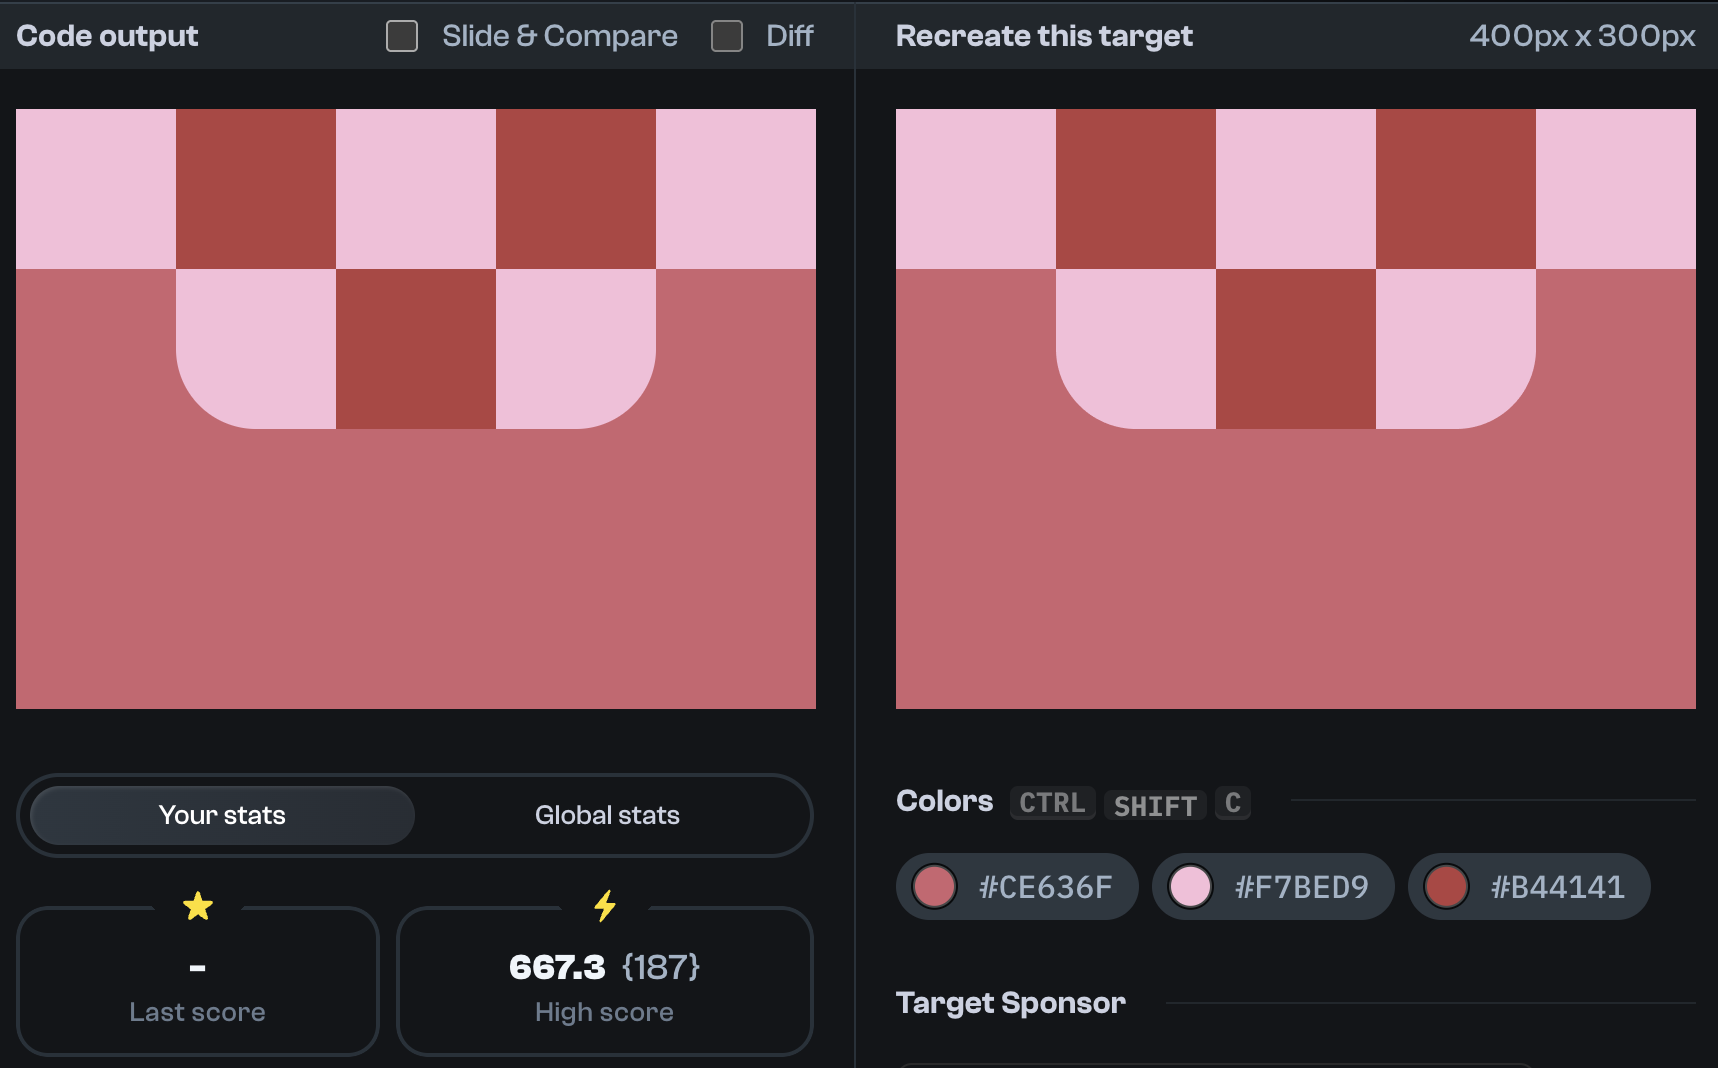 Code output
Slide & Compare
Diff
Recreate this target
400px x 300px
Your stats
Global stats
-
Last score
667.3 {187}
High score
Colors CTRL SHIFT C
#CE636F
#F7BED9
#B44141
Target Sponsor